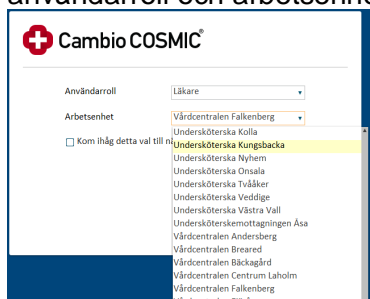 användarroll och arbetsenhe
Cambio COSMIC
Användarroll Läkare
Arbetsenhet Vårdcentralen Falkenberg
Kom ihåg detta val till
Undersköterska Kolla
Undersköterska Kungsbacka
Undersköterska Nyhem
Undersköterska Onsala
Undersköterska Tvååker
Undersköterska Veddige
Undersköterska Västra Vall
Undersköterskemottagningen Åsa
Vårdcentralen Andersberg
Vårdcentralen Breared
Vårdcentralen Bäckagård
Vårdcentralen Centrum Laholm
Vårdcentralen Falkenberg